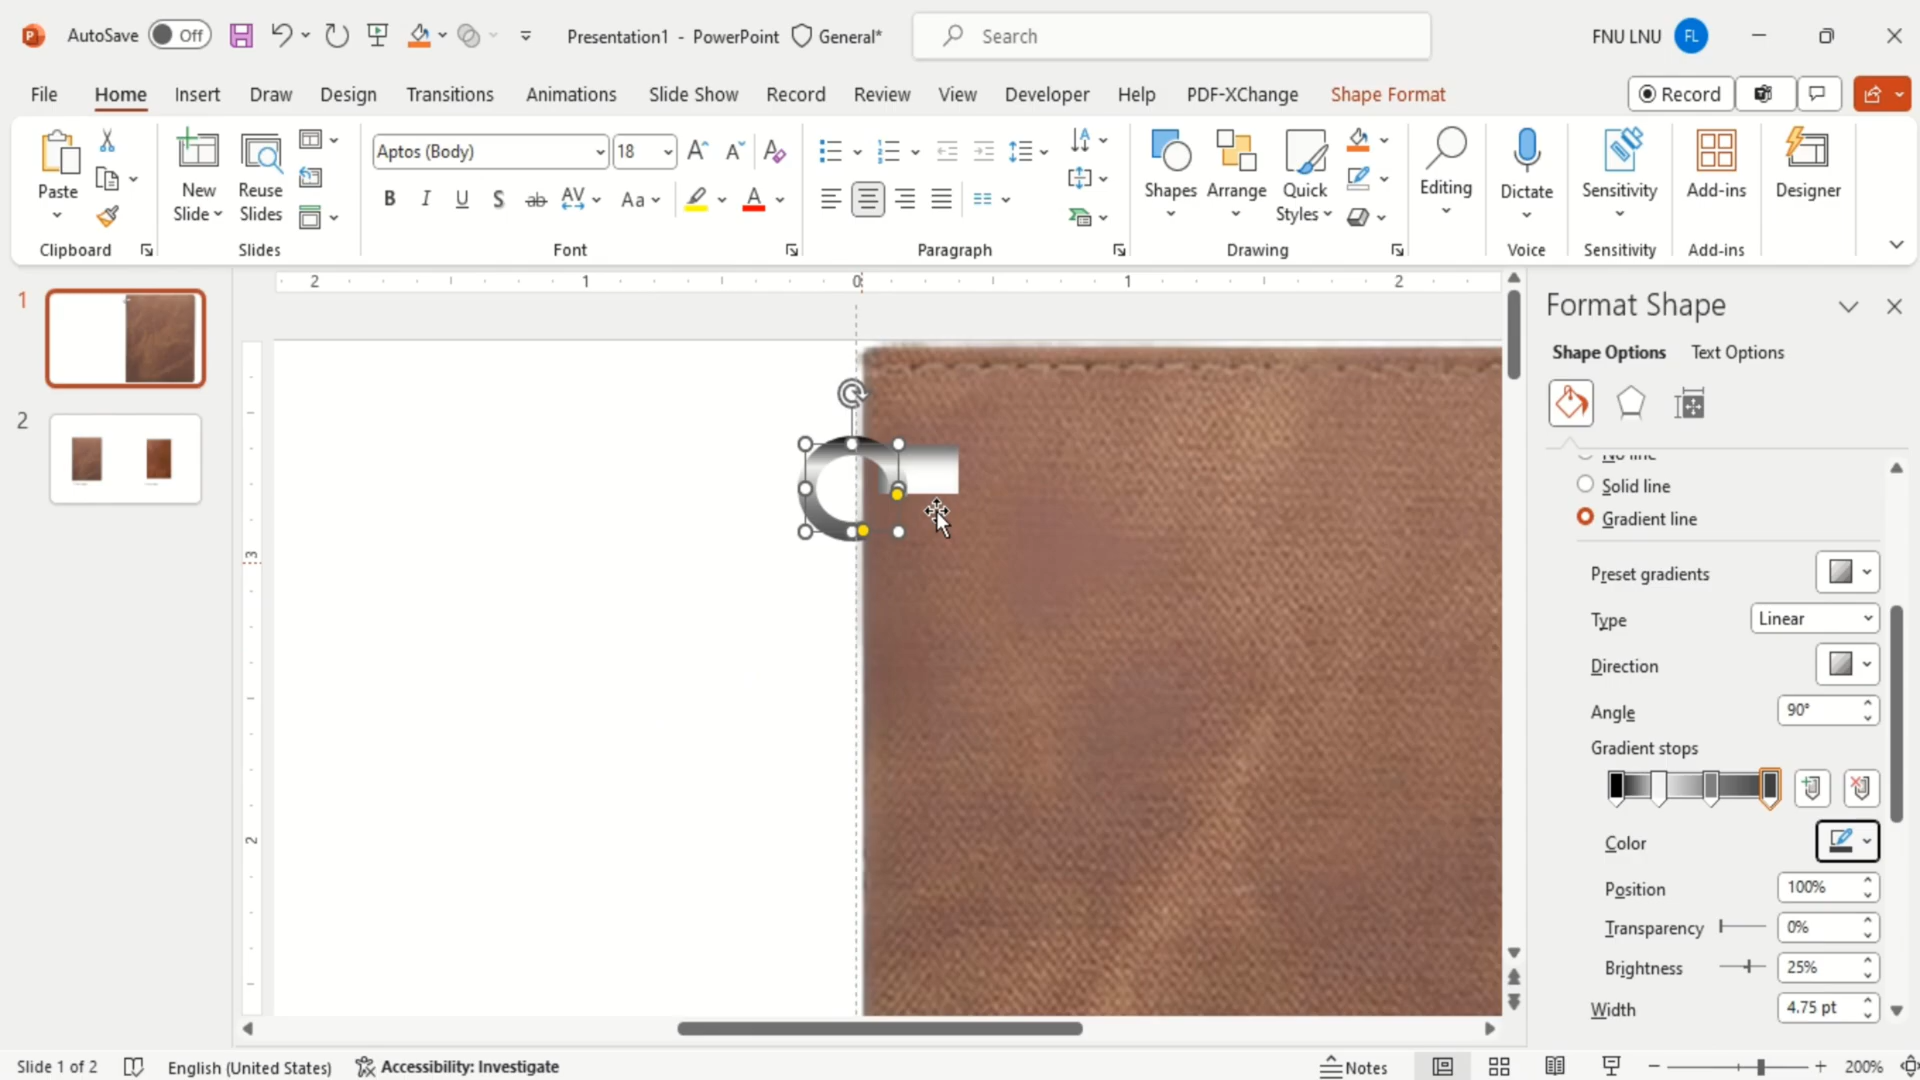 AutoSave Off Presentation1 - PowerPoint General* Search FNU LNU FL
File Home Insert Draw Design Transitions Animations Slide Show Record Review View Developer Help PDF-XChange Shape Format Record
Aptos (Body) 18
Paste New Slide Reuse Slides B I U S ab AV Aa A Shapes Arrange Quick Styles Editing Dictate Sensitivity Add-ins Designer
Clipboard Slides Font Paragraph Drawing Voice Sensitivity Add-ins
2 1 0 1 2
1
2
3
2
Format Shape
Shape Options Text Options
No line
Solid line
Gradient line
Preset gradients
Type Linear
Direction
Angle 90°
Gradient stops
Color
Position 100%
Transparency 0%
Brightness 25%
Width 4.75 pt
Slide 1 of 2 English (United States) Accessibility: Investigate Notes 200%